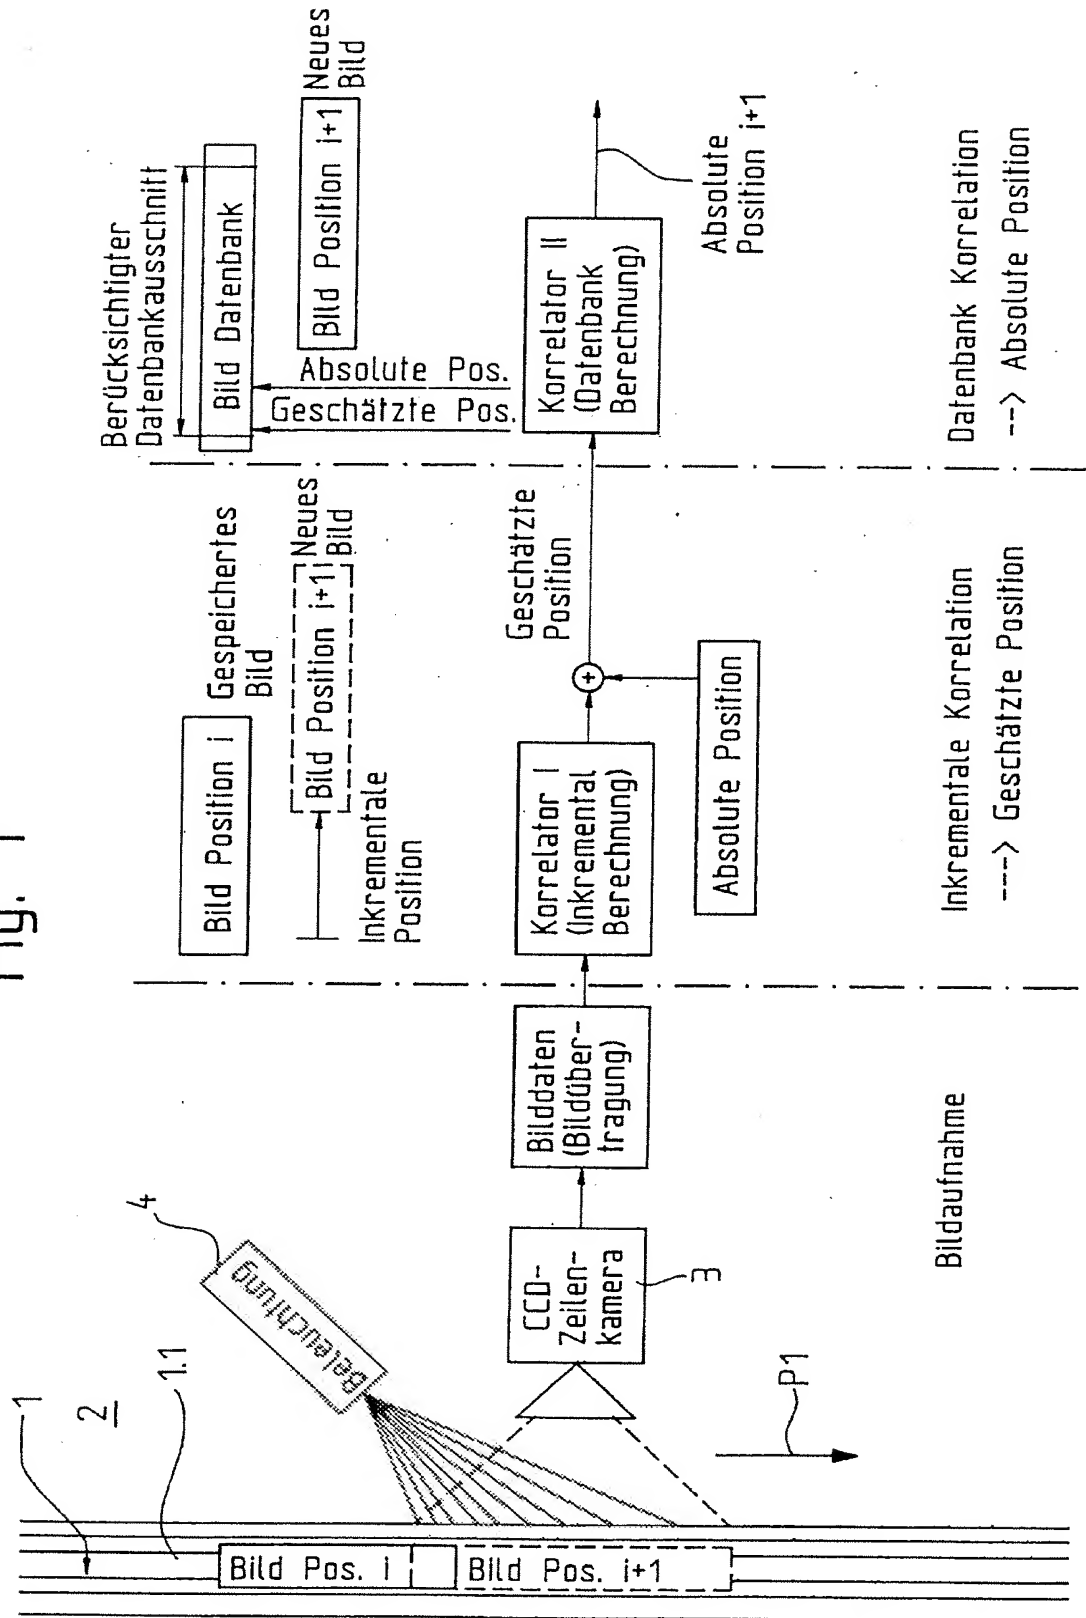 Fig. 1
1
2
1.1
4
Beleuchtung
Bild Pos. i
Bild Pos. i+1
P1
CCD-
Zeilen-
kamera
3
Bilddaten
(Bildüber-
tragung)
Bildaufnahme
Bild Position i
Gespeichertes
Bild
Bild Position i+1
Neues
Bild
Inkrementale
Position
Korrelator I
(Inkremental
Berechnung)
+
Absolute Position
Geschätzte
Position
Inkrementale Korrelation
---> Geschätzte Position
Berücksichtigter
Datenbankausschnitt
Bild Datenbank
Bild Position i+1
Neues
Bild
Absolute Pos.
Geschätzte Pos.
Korrelator II
(Datenbank
Berechnung)
Absolute
Position i+1
Datenbank Korrelation
--> Absolute Position